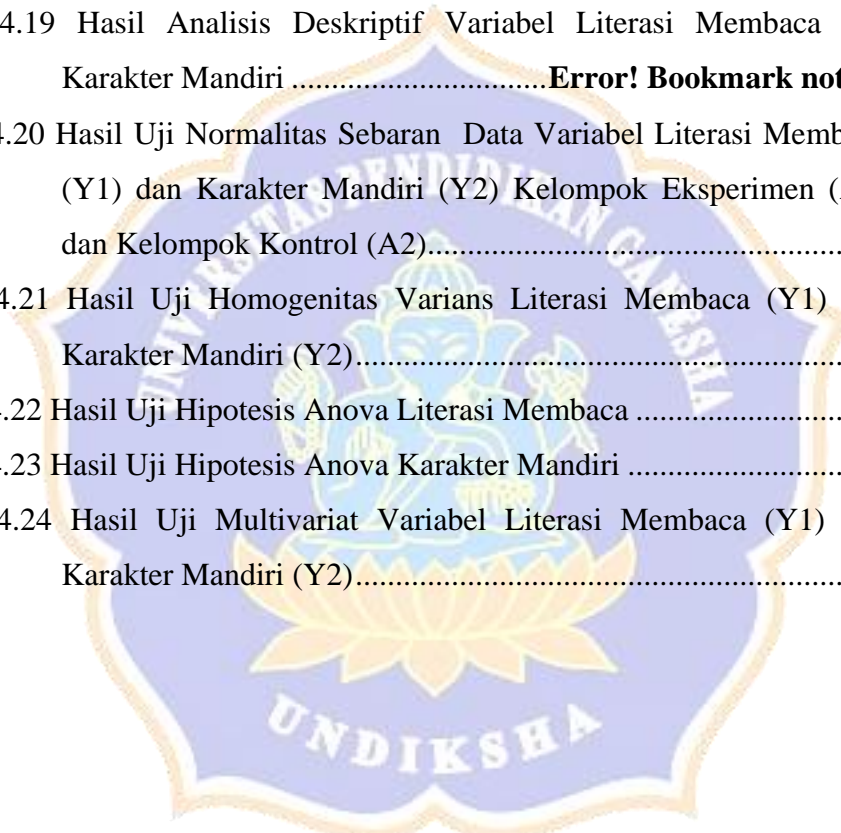 4.19 Hasil Analisis Deskriptif Variabel Literasi Membaca
Karakter Mandiri ................................Error! Bookmark not
4.20 Hasil Uji Normalitas Sebaran Data Variabel Literasi Memb
(Y1) dan Karakter Mandiri (Y2) Kelompok Eksperimen (
dan Kelompok Kontrol (A2)....................................................
4.21 Hasil Uji Homogenitas Varians Literasi Membaca (Y1)
Karakter Mandiri (Y2).............................................................
.22 Hasil Uji Hipotesis Anova Literasi Membaca ..........................
.23 Hasil Uji Hipotesis Anova Karakter Mandiri ...........................
4.24 Hasil Uji Multivariat Variabel Literasi Membaca (Y1)
Karakter Mandiri (Y2).............................................................
UNIVERSITAS PENDIDIKAN GANESHA
UNDIKSHA